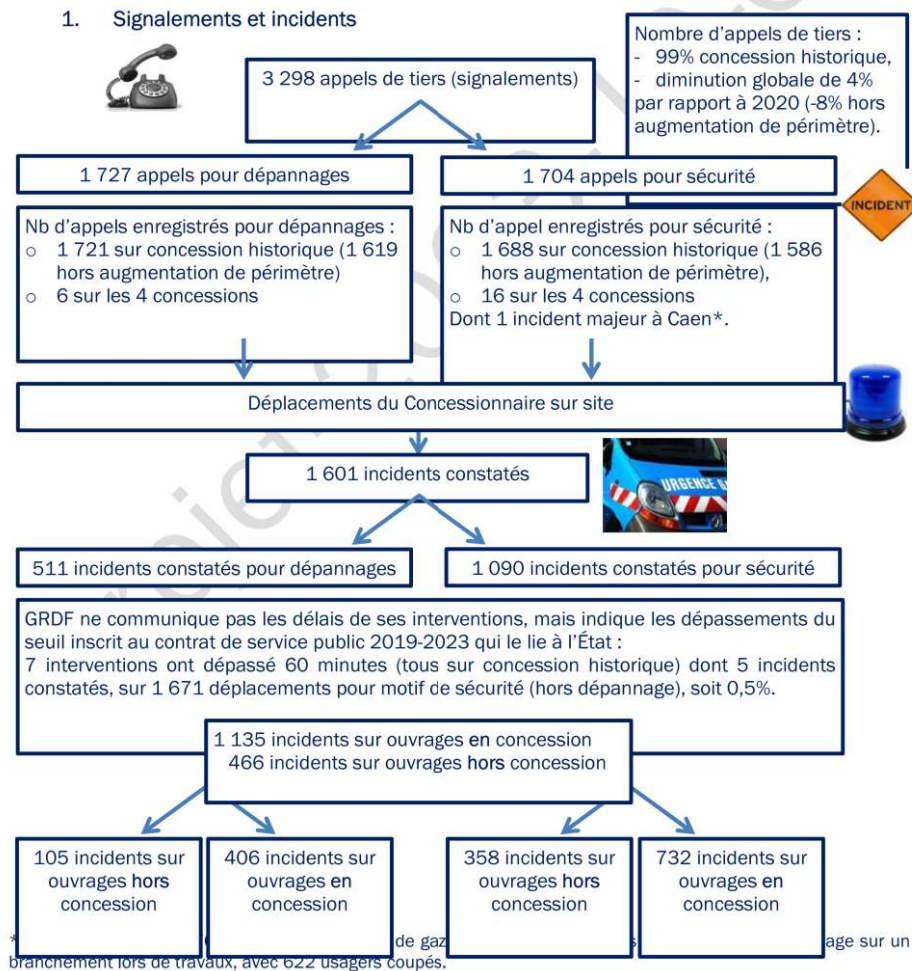 1. Signalements et incidents
3 298 appels de tiers (signalements)
Nombre d'appels de tiers :
- 99% concession historique,
- diminution globale de 4%
par rapport à 2020 (-8% hors
augmentation de périmètre).
INCIDENT
1 727 appels pour dépannages
1 704 appels pour sécurité
Nb d'appels enregistrés pour dépannages :
o 1 721 sur concession historique (1 619
hors augmentation de périmètre)
o 6 sur les 4 concessions
Nb d'appel enregistrés pour sécurité :
o 1 688 sur concession historique (1 586
hors augmentation de périmètre),
o 16 sur les 4 concessions
Dont 1 incident majeur à Caen*.
Déplacements du Concessionnaire sur site
1 601 incidents constatés
URGENCE
511 incidents constatés pour dépannages
1 090 incidents constatés pour sécurité
GRDF ne communique pas les délais de ses interventions, mais indique les dépassements du
seuil inscrit au contrat de service public 2019-2023 qui le lie à l'État :
7 interventions ont dépassé 60 minutes (tous sur concession historique) dont 5 incidents
constatés, sur 1 671 déplacements pour motif de sécurité (hors dépannage), soit 0,5%.
1 135 incidents sur ouvrages en concession
466 incidents sur ouvrages hors concession
105 incidents sur
ouvrages hors
concession
406 incidents sur
ouvrages en
concession
358 incidents sur
ouvrages hors
concession
732 incidents sur
ouvrages en
concession
* de gaz age sur un
branchement lors de travaux, avec 622 usagers coupés.